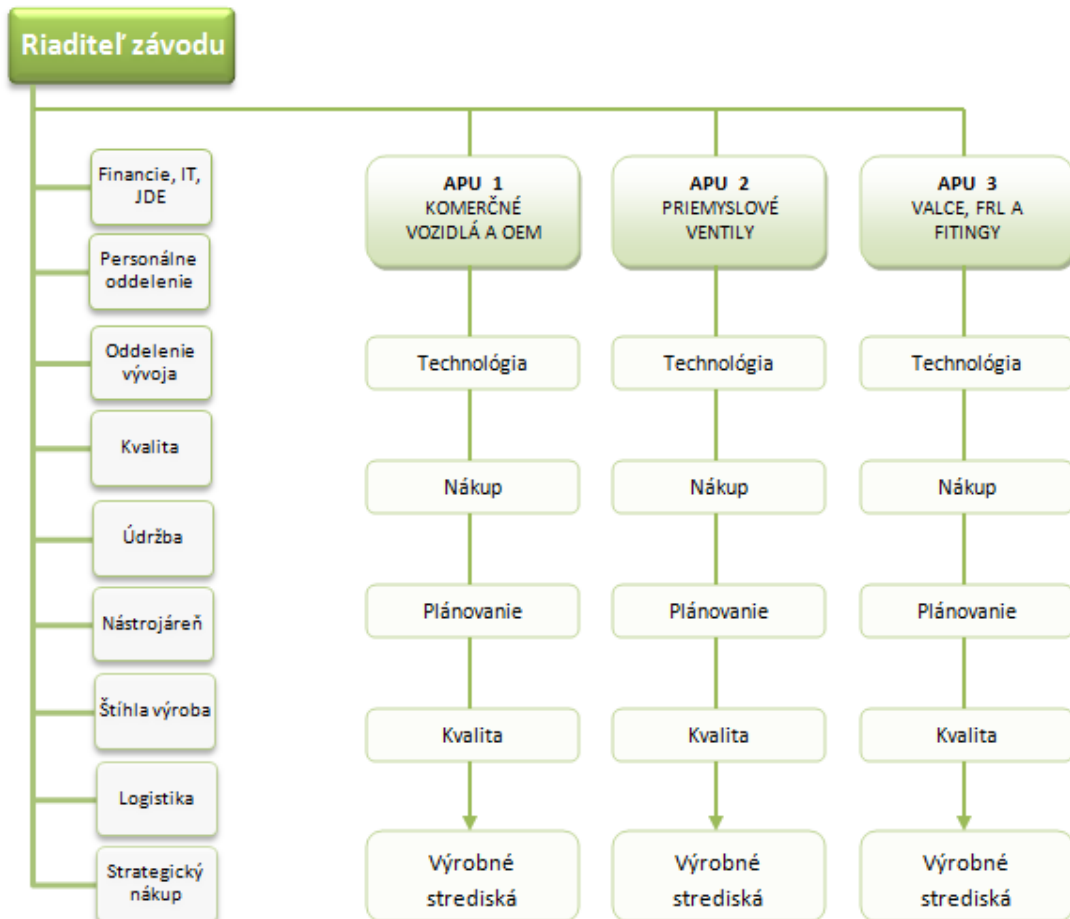 Riaditeľ závodu
Financie, IT,
JDE
Personálne
oddelenie
Oddelenie
vývoja
Kvalita
Údržba
Nástrojáreň
Štíhla výroba
Logistika
Strategický
nákup
APU 1
KOMERČNÉ
VOZIDLÁ A OEM
Technológia
Nákup
Plánovanie
Kvalita
Výrobné
strediská
APU 2
PRIEMYSLOVÉ
VENTILY
Technológia
Nákup
Plánovanie
Kvalita
Výrobné
strediská
APU 3
VALCE, FRL A
FITINGY
Technológia
Nákup
Plánovanie
Kvalita
Výrobné
strediská